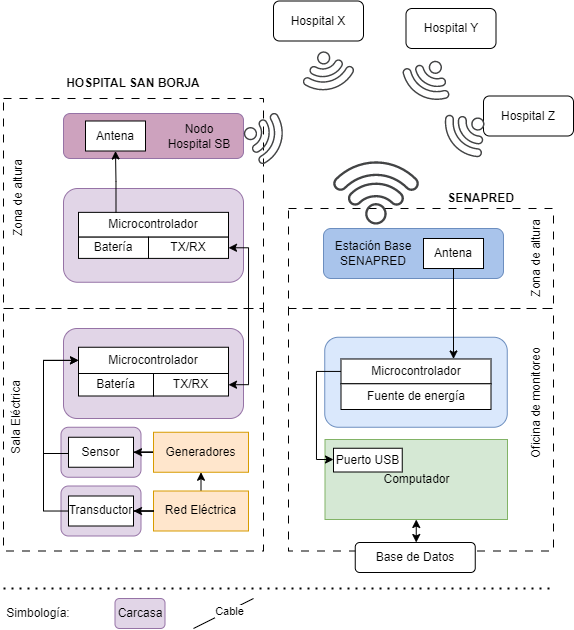 Hospital X
Hospital Y
Hospital Z
HOSPITAL SAN BORJA
Zona de altura
Antena
Nodo
Hospital SB
Microcontrolador
Batería
TX/RX
Sala Eléctrica
Microcontrolador
Batería
TX/RX
Sensor
Generadores
Transductor
Red Eléctrica
SENAPRED
Zona de altura
Estación Base
SENAPRED
Antena
Oficina de monitoreo
Microcontrolador
Fuente de energía
Puerto USB
Computador
Base de Datos
Simbología:
Carcasa
Cable